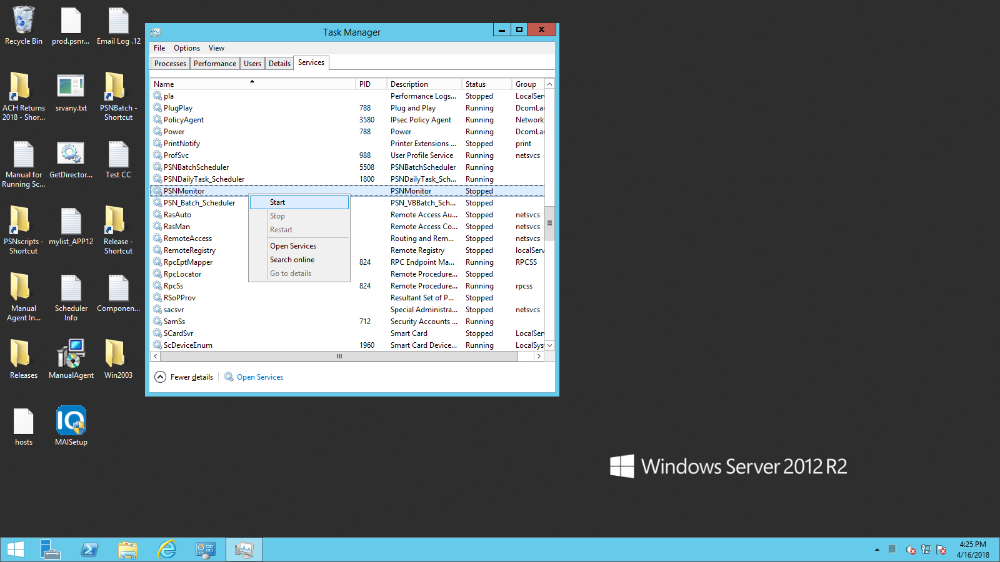 Recycle Bin
prod.psnr...
Email Log .12
ACH Returns
2018 - Shor...
srvany.txt
PSNBatch -
Shortcut
Manual for
Running Sc...
GetDirector...
Test CC
PSNscripts -
Shortcut
mylist_APP12
Release -
Shortcut
Manual
Agent In...
Scheduler
Info
Componen...
Releases
ManualAgent
Win2003
hosts
IQ
MAISetup
Task Manager
File Options View
Processes Performance Users Details Services
Name PID Description Status Group
pla Performance Logs... Stopped LocalServ
PlugPlay 788 Plug and Play Running DcomLau
PolicyAgent 3580 IPsec Policy Agent Running Network
Power 788 Power Running DcomLau
PrintNotify Printer Extensions ... Stopped print
ProfSvc 988 User Profile Service Running netsvcs
PSNBatchScheduler 5508 PSNBatchScheduler Running
PSNDailyTask_Scheduler 1800 PSNDailyTask_Sch... Running
PSNMonitor PSNMonitor Stopped
PSN_Batch_Scheduler PSN_VBBatch_Sch... Stopped
RasAuto Remote Access Au... Stopped netsvcs
RasMan Remote Access Co... Stopped netsvcs
RemoteAccess Routing and Rem... Stopped netsvcs
RemoteRegistry Remote Registry Stopped localServ
RpcEptMapper 824 RPC Endpoint Ma... Running RPCSS
RpcLocator Remote Procedure... Stopped
RpcSs 824 Remote Procedure... Running rpcss
RSoPProv Resultant Set of P... Stopped
sacsvr Special Administra... Stopped netsvcs
SamSs 712 Security Accounts ... Running
SCardSvr Smart Card Stopped LocalServ
ScDeviceEnum 1960 Smart Card Device... Running LocalSyst
Start
Stop
Restart
Open Services
Search online
Go to details
Fewer details Open Services
Windows Server 2012 R2
4:25 PM
4/16/2018